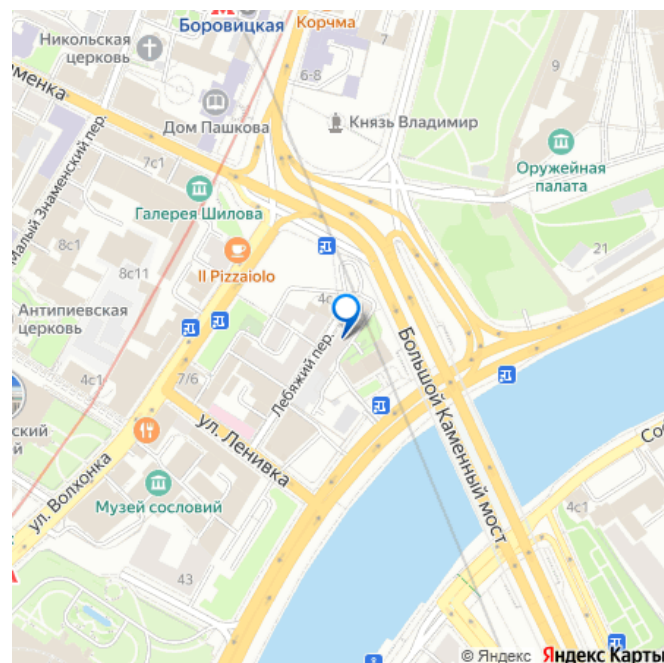 Корчма
Боровицкая
Никольская
церковь
7
6-8
9
аменка
Дом Пашкова
Князь Владимир
Малый Знаменский пер.
7с1
Оружейная
палата
Галерея Шилова
8с1
8с11
21
Il Pizzaiolo
Антипиевская
церковь
4с
Лебяжий пер.
Большой Каменный мост
4с1
7/6
ул. Ленивка
ский
й
ул. Волхонка
Музей сословий
Со
4с1
43
© Яндекс Яндекс Карты